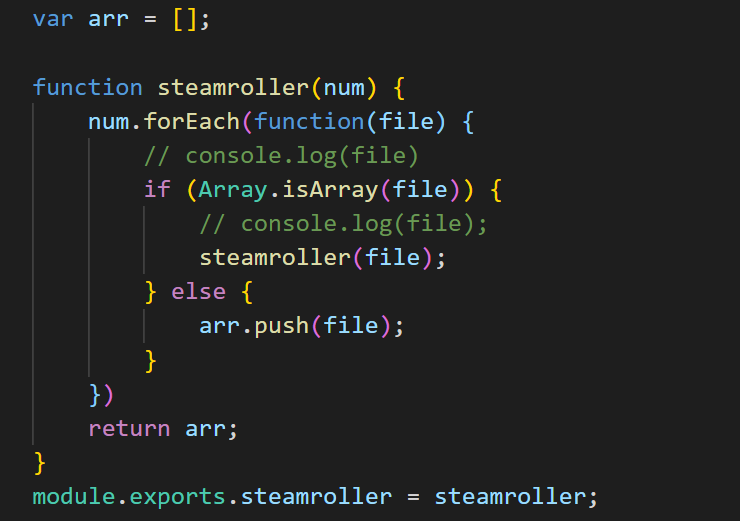 var arr = [];
function steamroller(num) {
num.forEach(function(file) {
// console.log(file)
if (Array.isArray(file)) {
// console.log(file);
steamroller(file);
} else {
arr.push(file);
}
})
return arr;
}
module.exports.steamroller = steamroller;